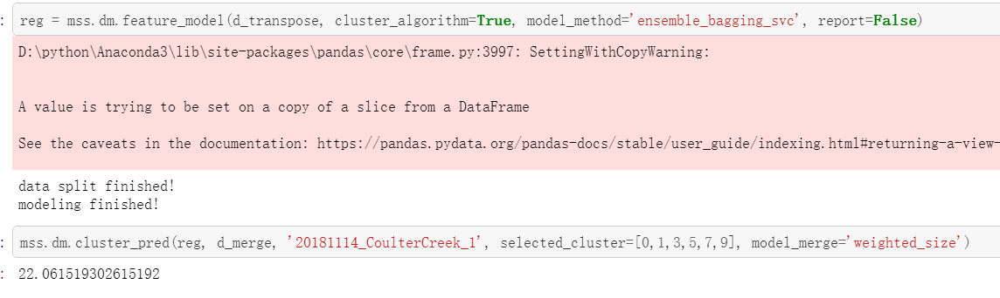 : reg = mss.dm.feature_model(d_transpose, cluster_algorithm=True, model_method='ensemble_bagging_svc', report=False)
D:\python\Anaconda3\lib\site-packages\pandas\core\frame.py:3997: SettingWithCopyWarning:
A value is trying to be set on a copy of a slice from a DataFrame
See the caveats in the documentation: https://pandas.pydata.org/pandas-docs/stable/user_guide/indexing.html#returning-a-view-
data split finished!
modeling finished!
: mss.dm.cluster_pred(reg, d_merge, '20181114_CoulterCreek_1', selected_cluster=[0,1,3,5,7,9], model_merge='weighted_size')
: 22.061519302615192